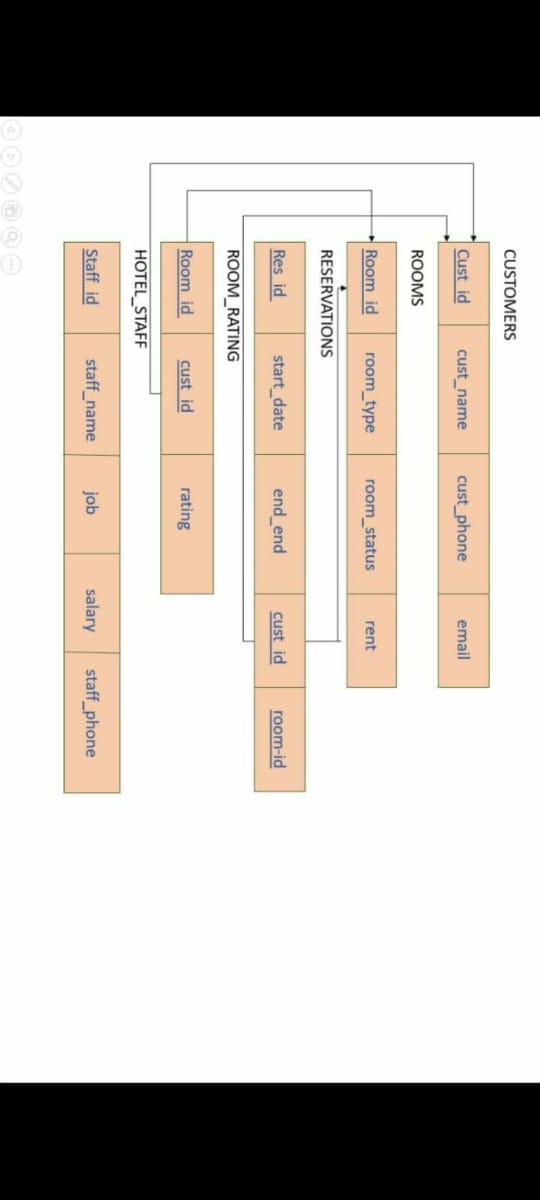 CUSTOMERS
Cust_id cust_name cust_phone email
ROOMS
Room_id room_type room_status rent
RESERVATIONS
Res_id start_date end_end cust_id room-id
ROOM_RATING
Room_id cust_id rating
HOTEL_STAFF
Staff_id staff_name job salary staff_phone